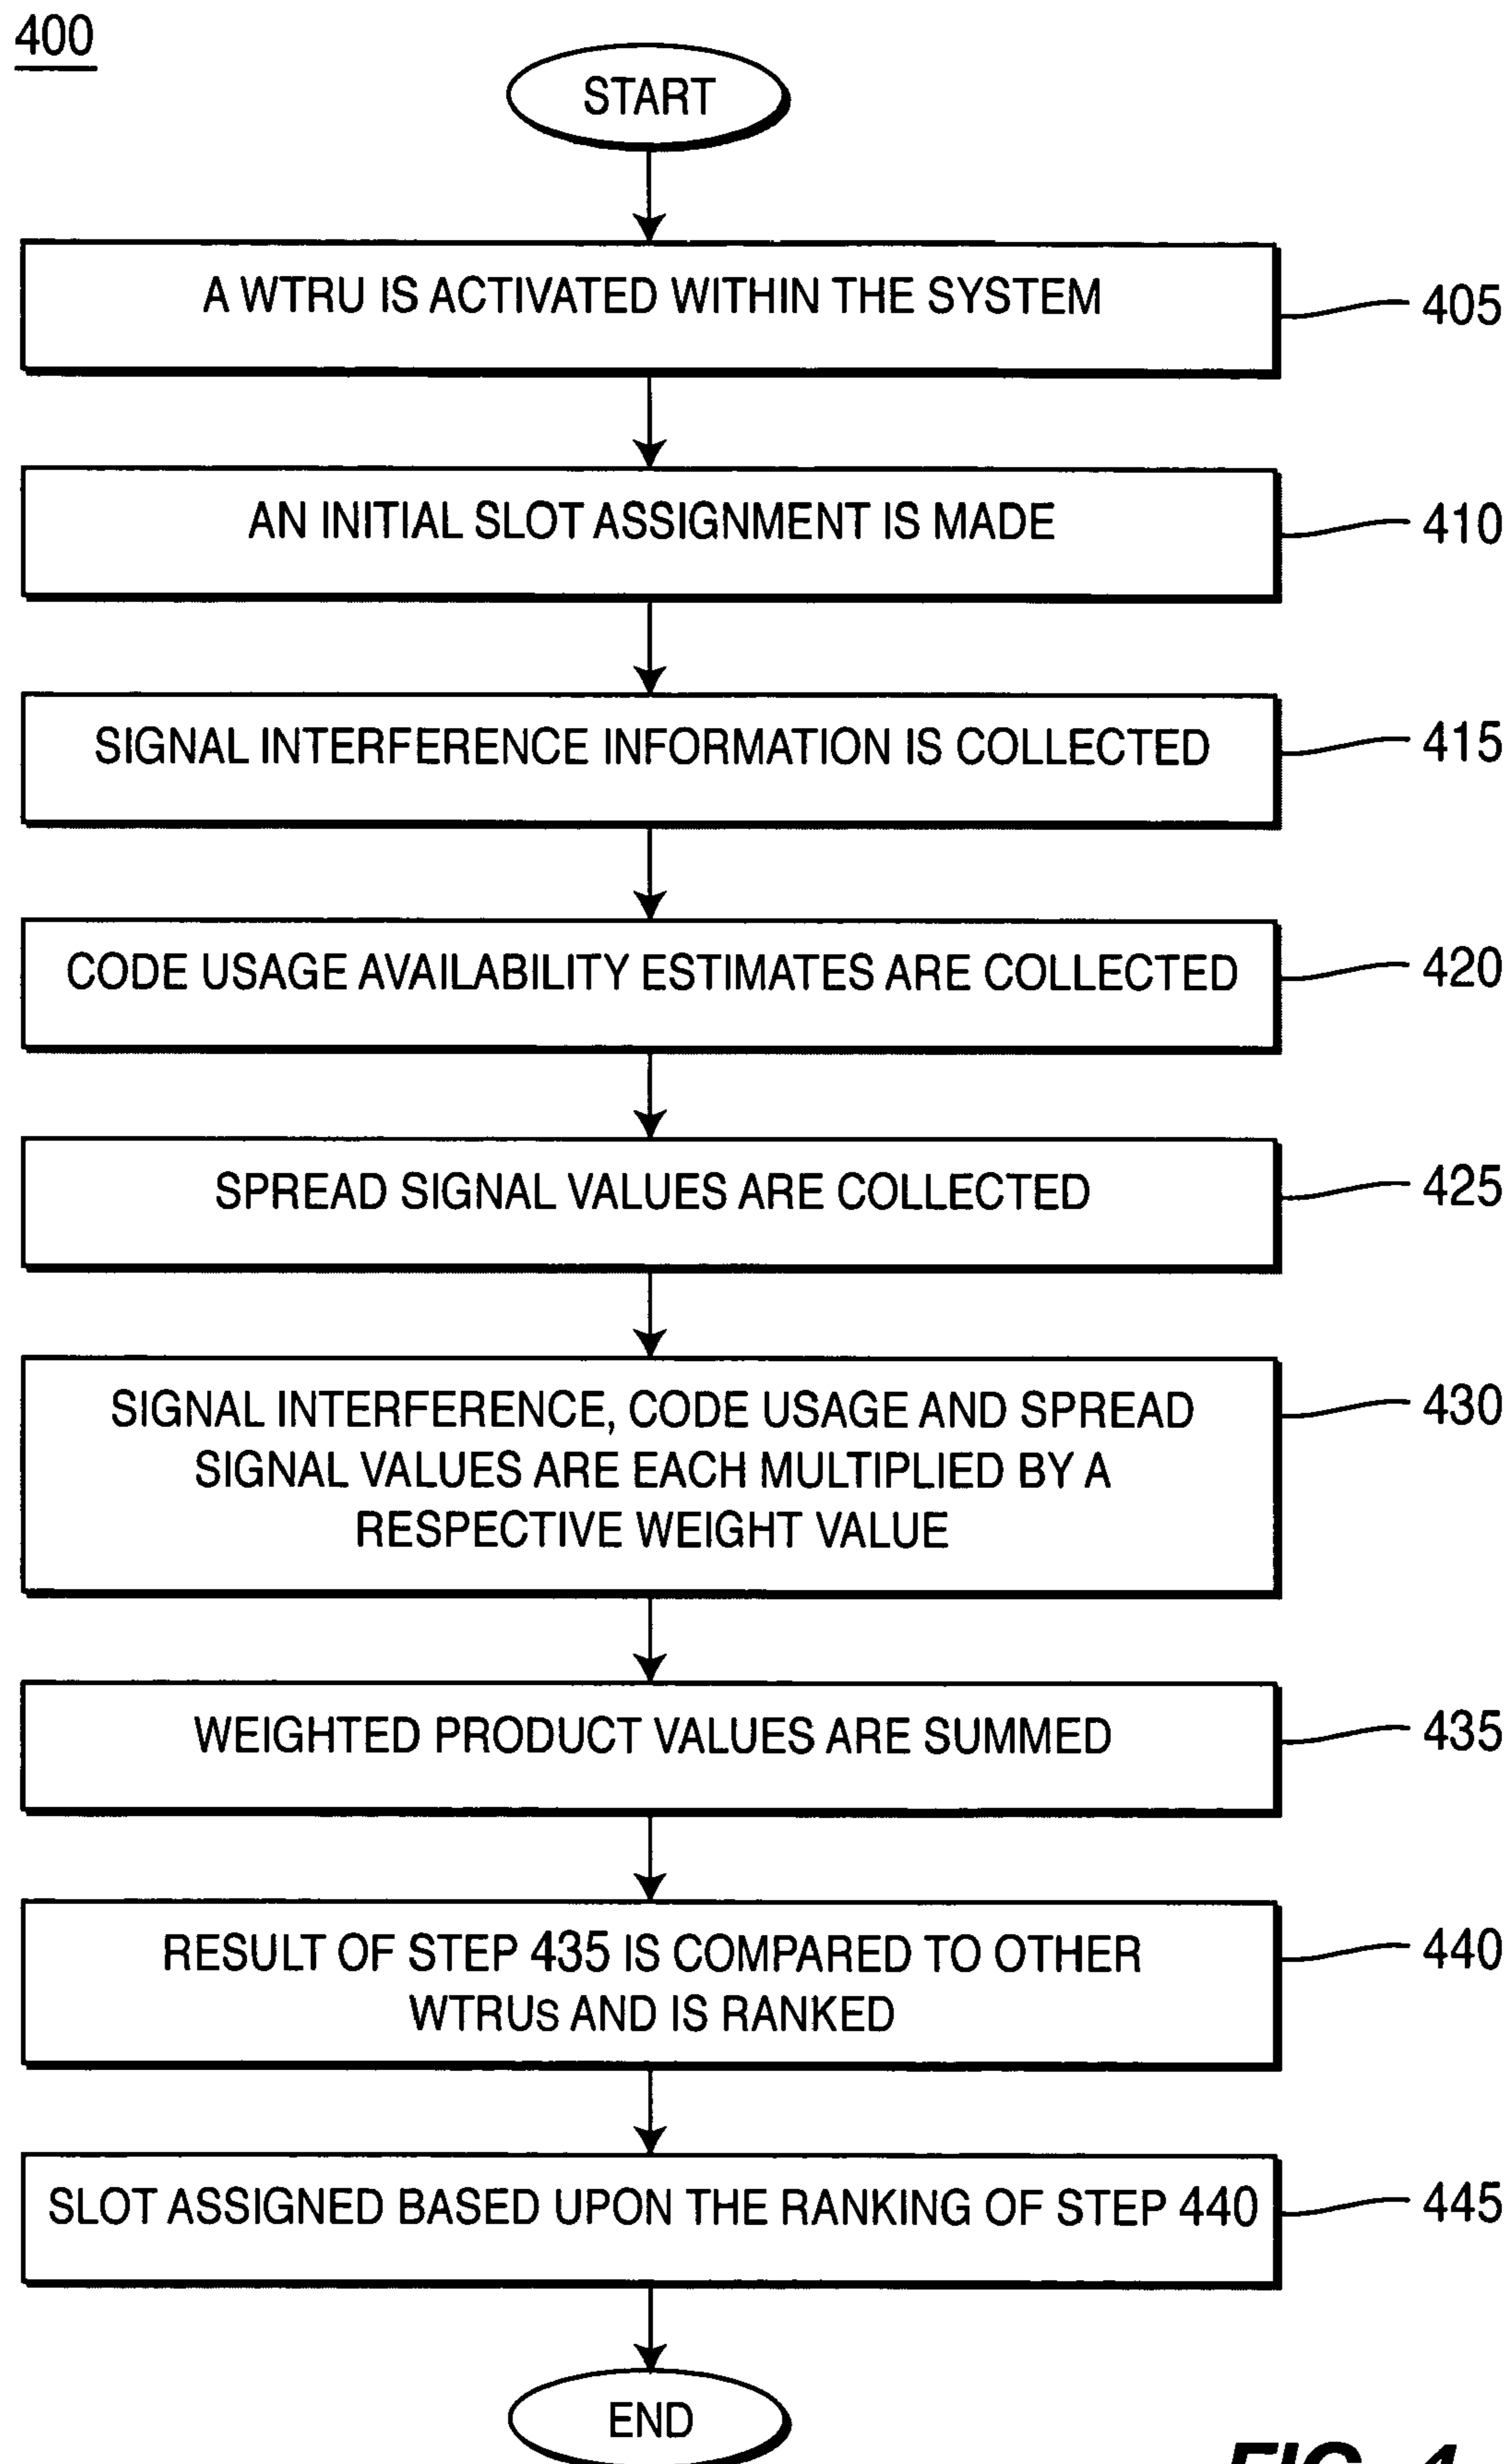 400
START
A WTRU IS ACTIVATED WITHIN THE SYSTEM
405
AN INITIAL SLOT ASSIGNMENT IS MADE
410
SIGNAL INTERFERENCE INFORMATION IS COLLECTED
415
CODE USAGE AVAILABILITY ESTIMATES ARE COLLECTED
420
SPREAD SIGNAL VALUES ARE COLLECTED
425
SIGNAL INTERFERENCE, CODE USAGE AND SPREAD
SIGNAL VALUES ARE EACH MULTIPLIED BY A
RESPECTIVE WEIGHT VALUE
430
WEIGHTED PRODUCT VALUES ARE SUMMED
435
RESULT OF STEP 435 IS COMPARED TO OTHER
WTRUs AND IS RANKED
440
SLOT ASSIGNED BASED UPON THE RANKING OF STEP 440
445
END